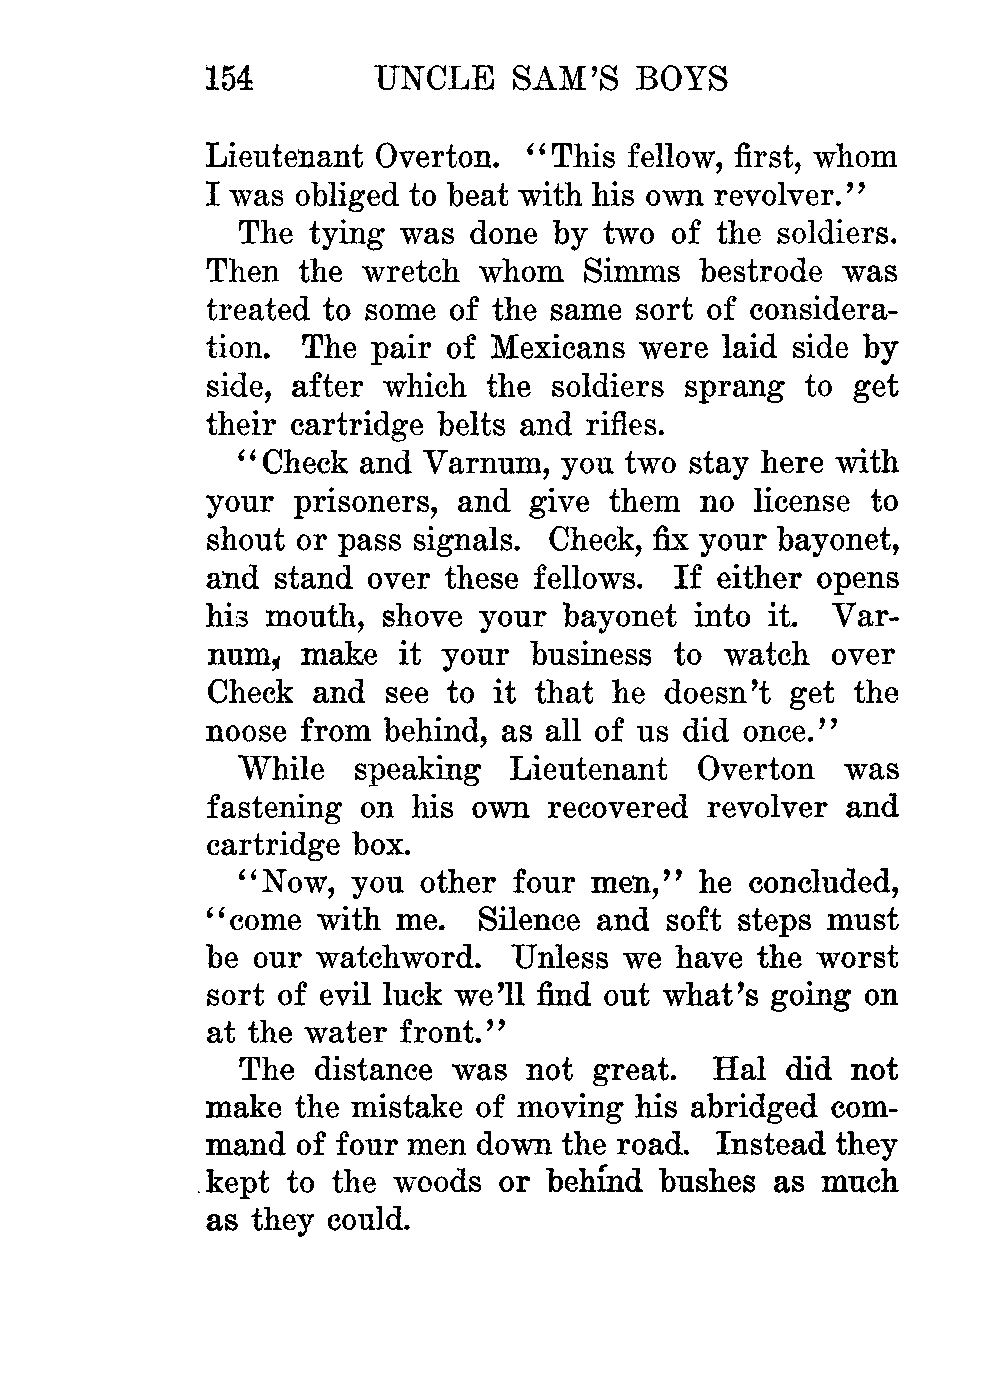 154 UNCLE SAM'S BOYS
Lieutenant Overton. "This fellow, first, whom
I was obliged to beat with his own revolver."
The tying was done by two of the soldiers.
Then the wretch whom Simms bestrode was
treated to some of the same sort of considera-
tion. The pair of Mexicans were laid side by
side, after which the soldiers sprang to get
their cartridge belts and rifles.
"Check and Varnum, you two stay here with
your prisoners, and give them no license to
shout or pass signals. Check, fix your bayonet,
and stand over these fellows. If either opens
his mouth, shove your bayonet into it. Var-
num, make it your business to watch over
Check and see to it that he doesn't get the
noose from behind, as all of us did once."
While speaking Lieutenant Overton was
fastening on his own recovered revolver and
cartridge box.
"Now, you other four men," he concluded,
"come with me. Silence and soft steps must
be our watchword. Unless we have the worst
sort of evil luck we'll find out what's going on
at the water front."
The distance was not great. Hal did not
make the mistake of moving his abridged com-
mand of four men down the road. Instead they
kept to the woods or behind bushes as much
as they could.